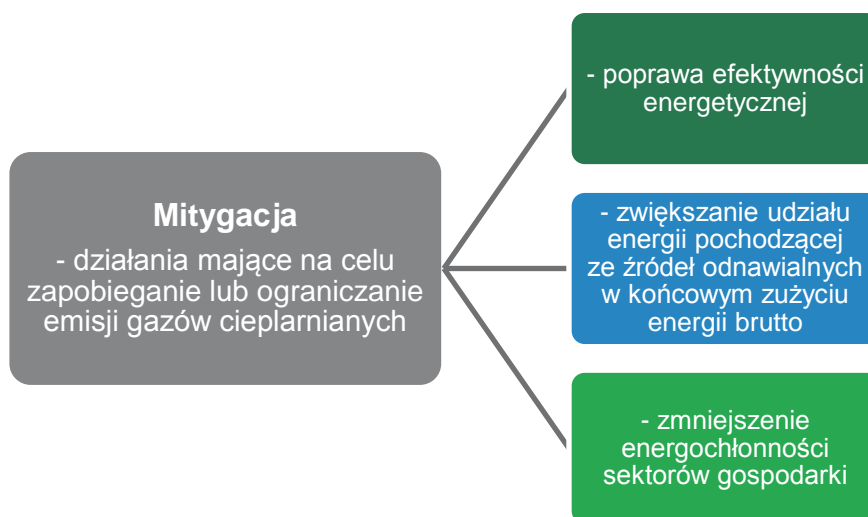 Mitygacja
- działania mające na celu
zapobieganie lub ograniczanie
emisji gazów cieplarnianych
- poprawa efektywności
energetycznej
- zwiększanie udziału
energii pochodzącej
ze źródeł odnawialnych
w końcowym zużyciu
energii brutto
- zmniejszenie
energochłonności
sektorów gospodarki